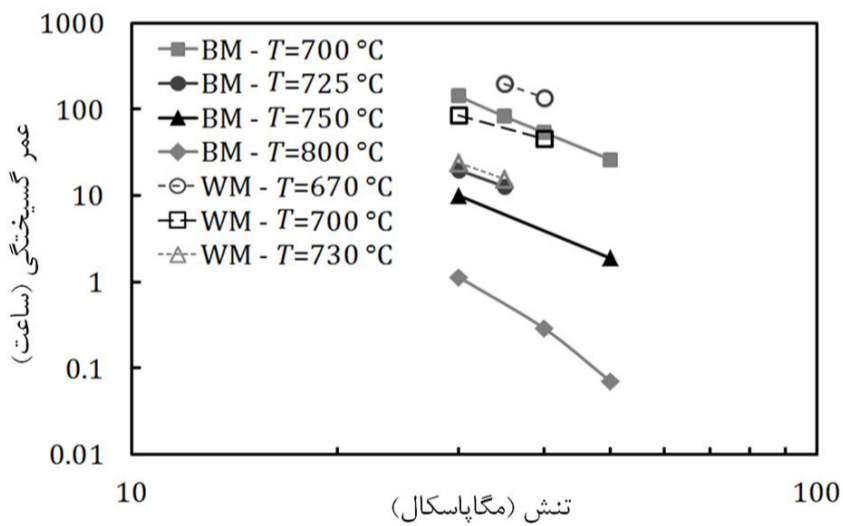 1000
100
10
1
0.1
0.01
عمر گسیختگی (ساعت)
BM - T=700 °C
BM - T=725 °C
BM - T=750 °C
BM - T=800 °C
WM - T=670 °C
WM - T=700 °C
WM - T=730 °C
10
100
تنش (مگاپاسکال)